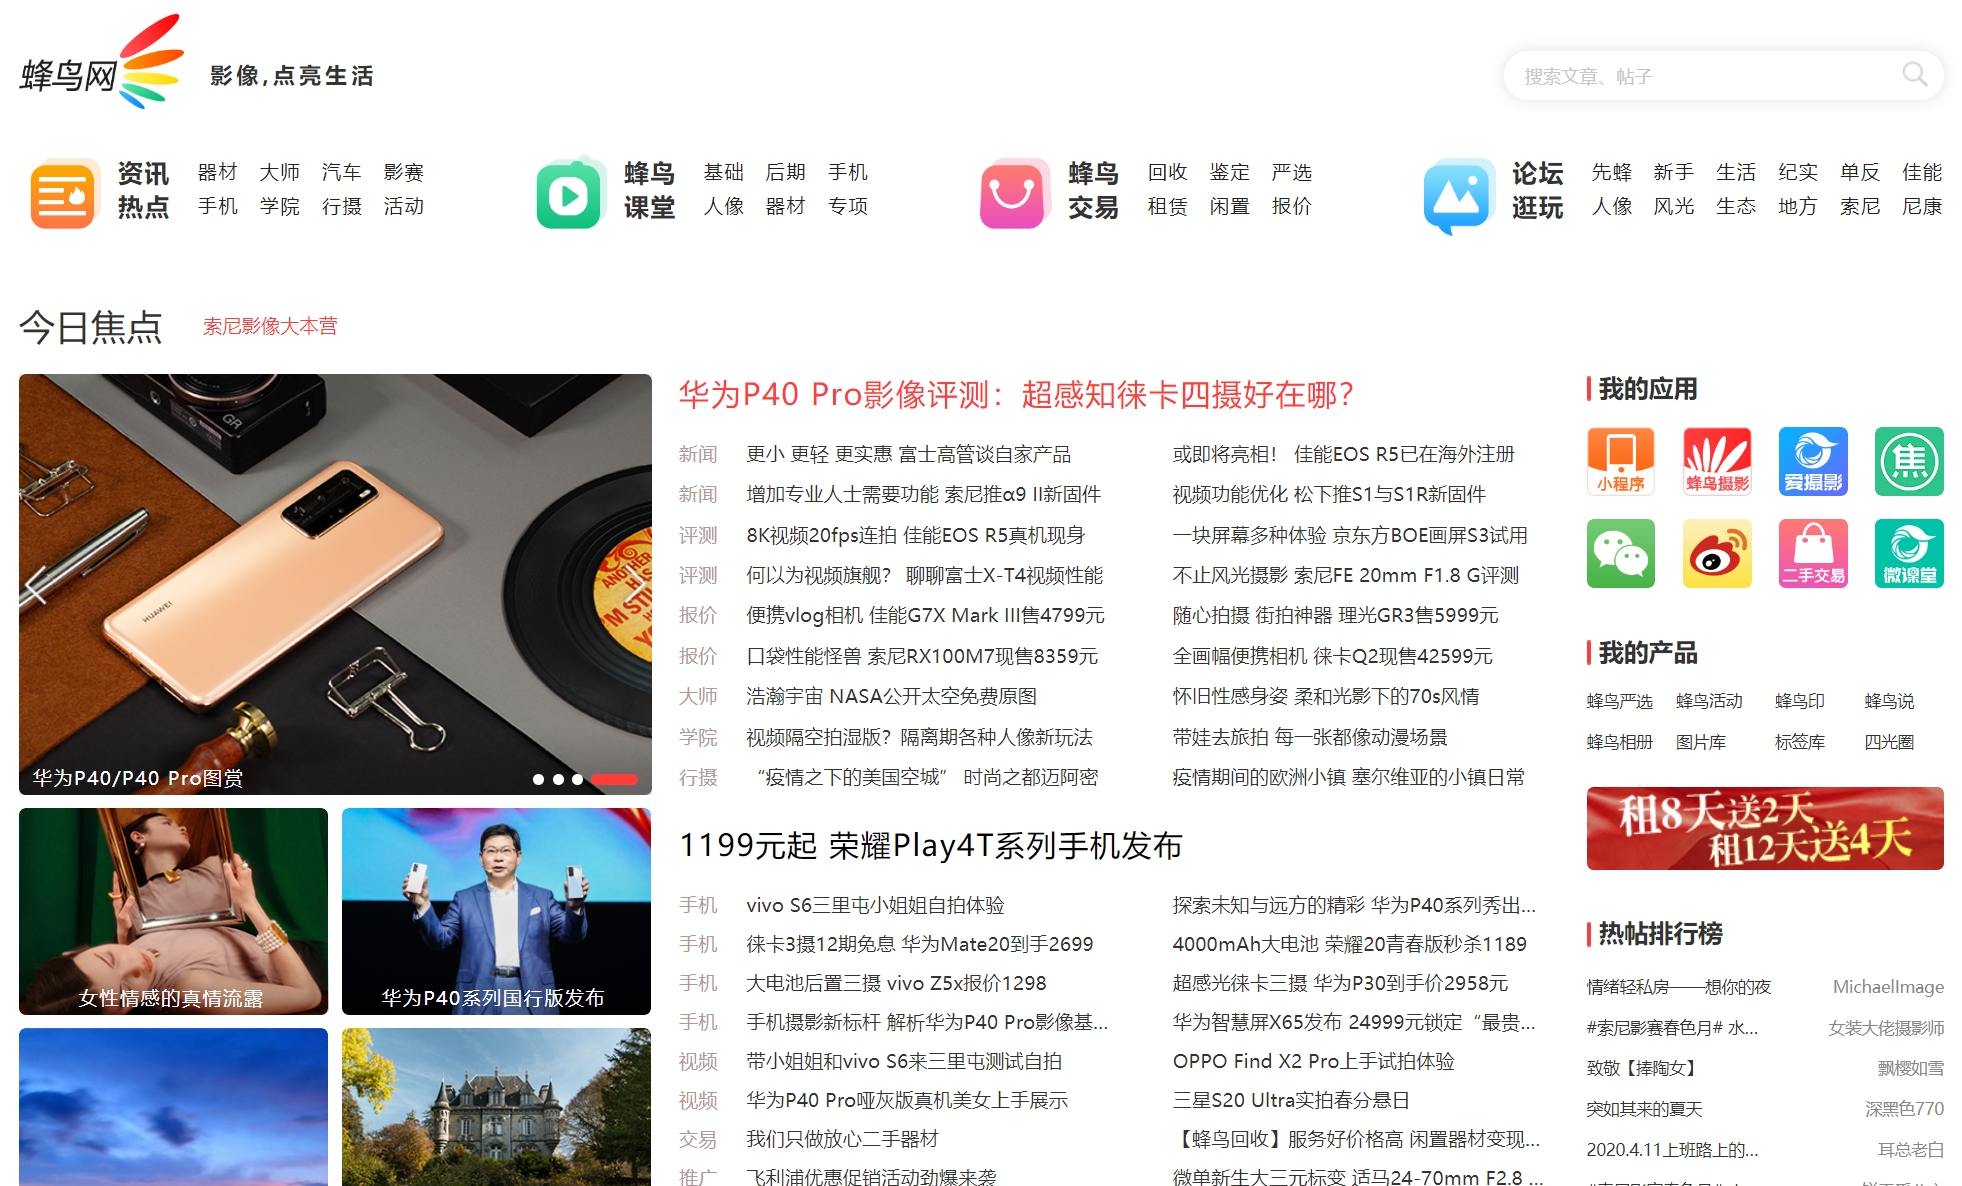 蜂鸟网
影像,点亮生活
搜索文章、帖子
资讯热点
器材 大师 汽车 影赛
手机 学院 行摄 活动
蜂鸟课堂
基础 后期 手机
人像 器材 专项
蜂鸟交易
回收 鉴定 严选
租赁 闲置 报价
论坛逛玩
先蜂 新手 生活 纪实 单反 佳能
人像 风光 生态 地方 索尼 尼康
今日焦点 索尼影像大本营
GR
HUAWEI
ANOTHER
华为P40/P40 Pro图赏
女性情感的真情流露
华为P40系列国行版发布
华为P40 Pro影像评测：超感知徕卡四摄好在哪？
新闻 更小 更轻 更实惠 富士高管谈自家产品 或即将亮相！ 佳能EOS R5已在海外注册
新闻 增加专业人士需要功能 索尼推α9 II新固件 视频功能优化 松下推S1与S1R新固件
评测 8K视频20fps连拍 佳能EOS R5真机现身 一块屏幕多种体验 京东方BOE画屏S3试用
评测 何以为视频旗舰？ 聊聊富士X-T4视频性能 不止风光摄影 索尼FE 20mm F1.8 G评测
报价 便携vlog相机 佳能G7X Mark III售4799元 随心拍摄 街拍神器 理光GR3售5999元
报价 口袋性能怪兽 索尼RX100M7现售8359元 全画幅便携相机 徕卡Q2现售42599元
大师 浩瀚宇宙 NASA公开太空免费原图 怀旧性感身姿 柔和光影下的70s风情
学院 视频隔空拍湿版？隔离期各种人像新玩法 带娃去旅拍 每一张都像动漫场景
行摄 “疫情之下的美国空城” 时尚之都迈阿密 疫情期间的欧洲小镇 塞尔维亚的小镇日常
1199元起 荣耀Play4T系列手机发布
手机 vivo S6三里屯小姐姐自拍体验 探索未知与远方的精彩 华为P40系列秀出...
手机 徕卡3摄12期免息 华为Mate20到手2699 4000mAh大电池 荣耀20青春版秒杀1189
手机 大电池后置三摄 vivo Z5x报价1298 超感光徕卡三摄 华为P30到手价2958元
手机 手机摄影新标杆 解析华为P40 Pro影像基... 华为智慧屏X65发布 24999元锁定“最贵...
视频 带小姐姐和vivo S6来三里屯测试自拍 OPPO Find X2 Pro上手试拍体验
视频 华为P40 Pro哑灰版真机美女上手展示 三星S20 Ultra实拍春分悬日
交易 我们只做放心二手器材 【蜂鸟回收】服务好价格高 闲置器材变现...
推广 飞利浦优惠促销活动劲爆来袭 微单新生大三元标变 适马24-70mm F2.8 ...
我的应用
小程序 蜂鸟摄影 爱摄影 焦
二手交易 微课堂
我的产品
蜂鸟严选 蜂鸟活动 蜂鸟印 蜂鸟说
蜂鸟相册 图片库 标签库 四光圈
租8天送2天
租12天送4天
热帖排行榜
情绪轻私房——想你的夜 MichaelImage
#索尼影赛春色月# 水... 女装大佬摄影师
致敬【捧陶女】 飘樱如雪
突如其来的夏天 深黑色770
2020.4.11上班路上的... 耳总老白